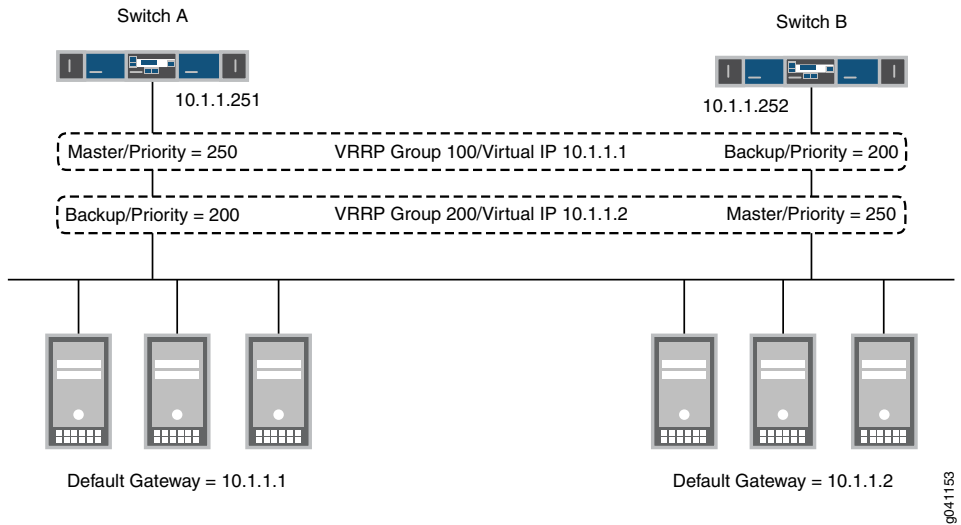 Switch A
Switch B
10.1.1.251
10.1.1.252
Master/Priority = 250 VRRP Group 100/Virtual IP 10.1.1.1 Backup/Priority = 200
Backup/Priority = 200 VRRP Group 200/Virtual IP 10.1.1.2 Master/Priority = 250
Default Gateway = 10.1.1.1 Default Gateway = 10.1.1.2
g041153